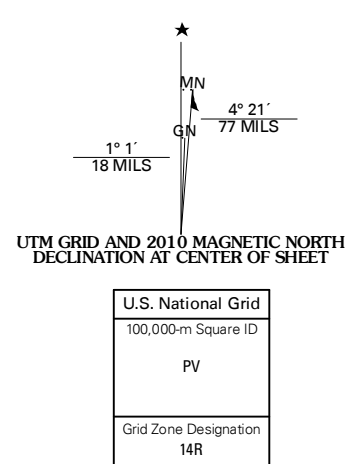 ★
MN
GN
4° 21´
77 MILS
1° 1´
18 MILS
UTM GRID AND 2010 MAGNETIC NORTH
DECLINATION AT CENTER OF SHEET
U.S. National Grid
100,000-m Square ID
PV
Grid Zone Designation
14R